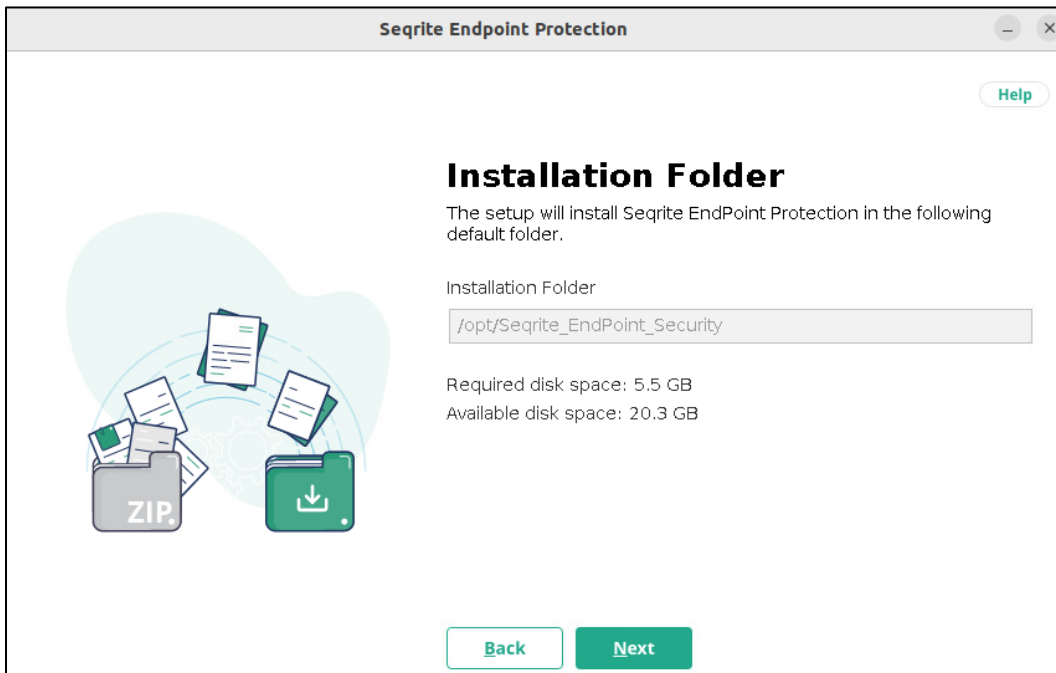 Seqrite Endpoint Protection
Help
Installation Folder
The setup will install Seqrite EndPoint Protection in the following
default folder.
Installation Folder
/opt/Seqrite_EndPoint_Security
Required disk space: 5.5 GB
Available disk space: 20.3 GB
ZIP
Back
Next